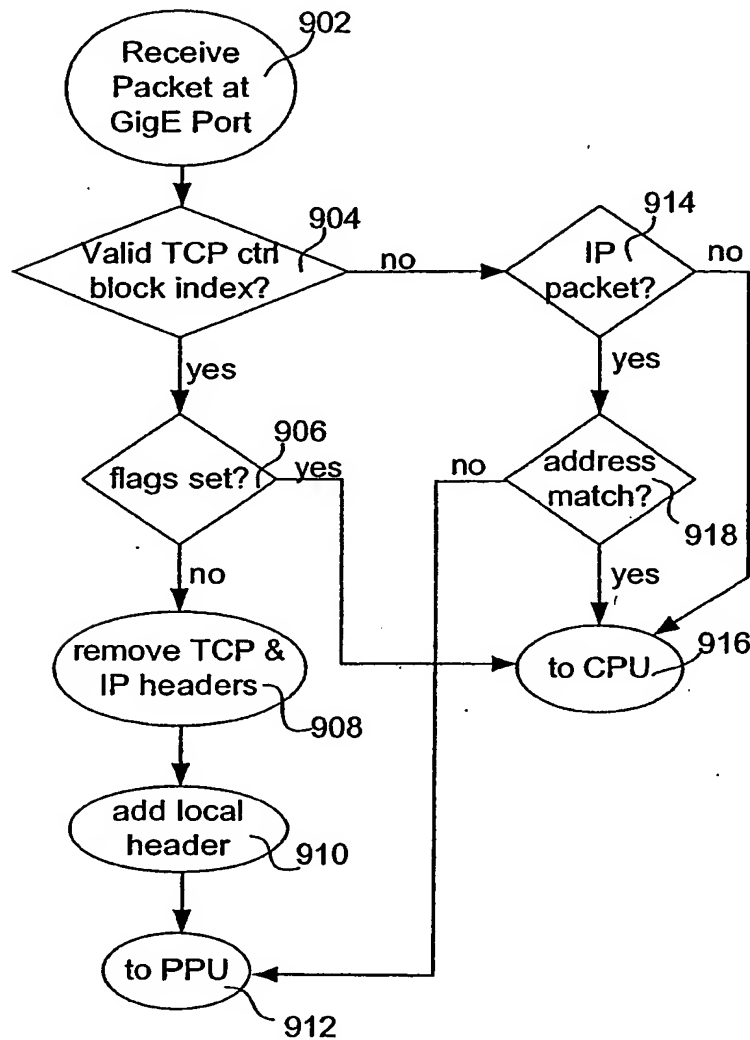 902
Receive
Packet at
GigE Port
904
Valid TCP ctrl
block index?
no
914
IP
packet?
no
yes
yes
906
flags set?
yes
no
address
match?
918
no
yes
remove TCP &
IP headers
908
to CPU
916
add local
header
910
to PPU
912